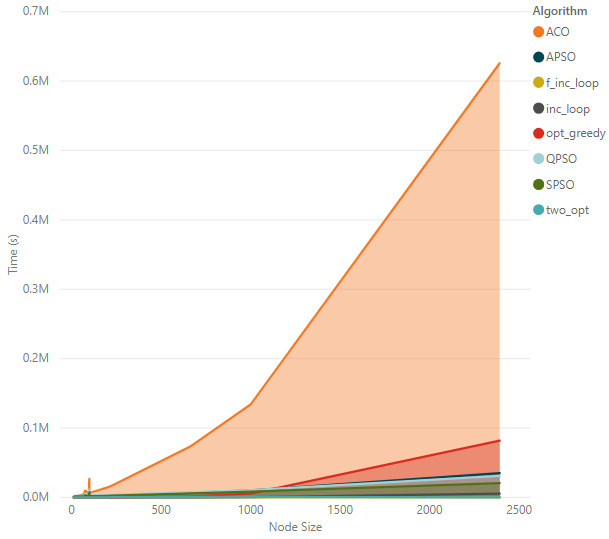 0.7M
0.6M
0.5M
0.4M
0.3M
0.2M
0.1M
0.0M
Time (s)
0
500
1000
1500
2000
2500
Node Size
Algorithm
ACO
APSO
f_inc_loop
inc_loop
opt_greedy
QPSO
SPSO
two_opt